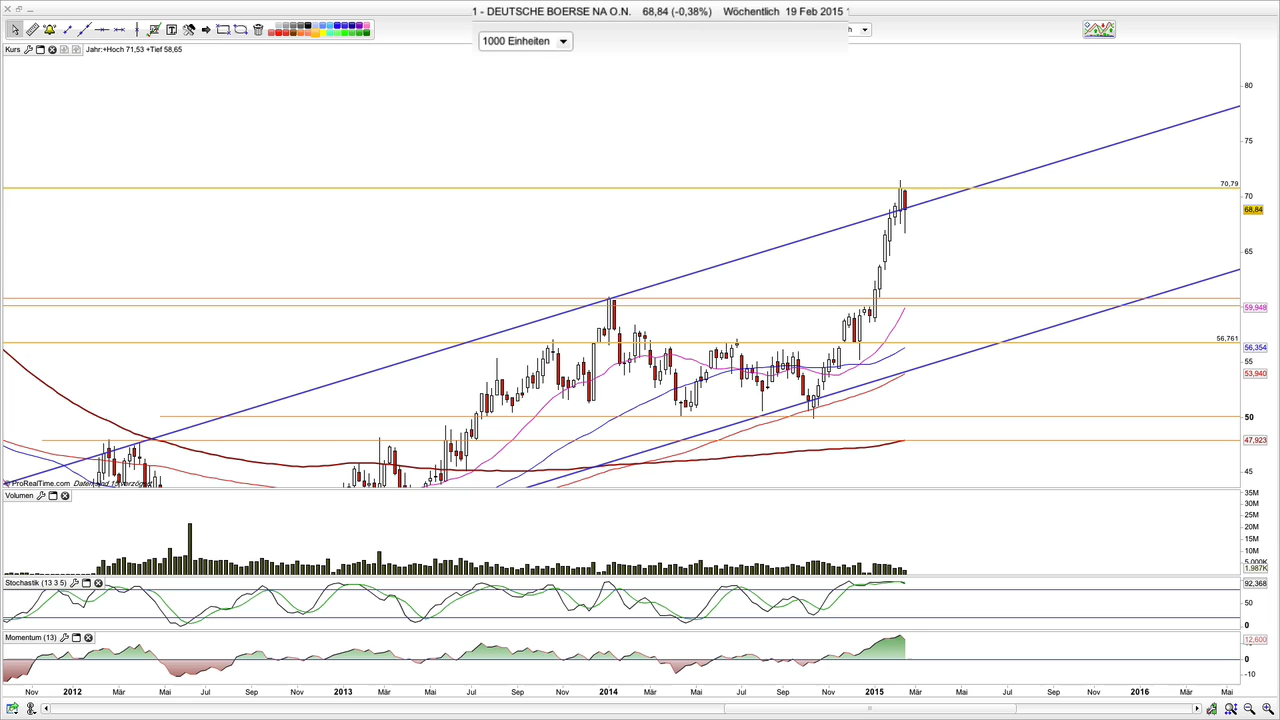 1 - DEUTSCHE BOERSE NA O.N. 68,84 (-0,38%) Wöchentlich 19 Feb 2015
1000 Einheiten
h
Kurs
Jahr:+Hoch 71,53 +Tief 58,65
80
75
70,79
70
68,84
65
59,948
56,761
56,354
55
53,940
50
47,923
45
© ProRealTime.com
Volumen
35M
30M
25M
20M
15M
10M
5.000K
1.987K
Stochastik (13 3 5)
92,368
50
0
Momentum (13)
12,600
0
-10
Nov 2012 Mär Mai Jul Sep Nov 2013 Mär Mai Jul Sep Nov 2014 Mär Mai Jul Sep Nov 2015 Mär Mai Jul Sep Nov 2016 Mär Mai